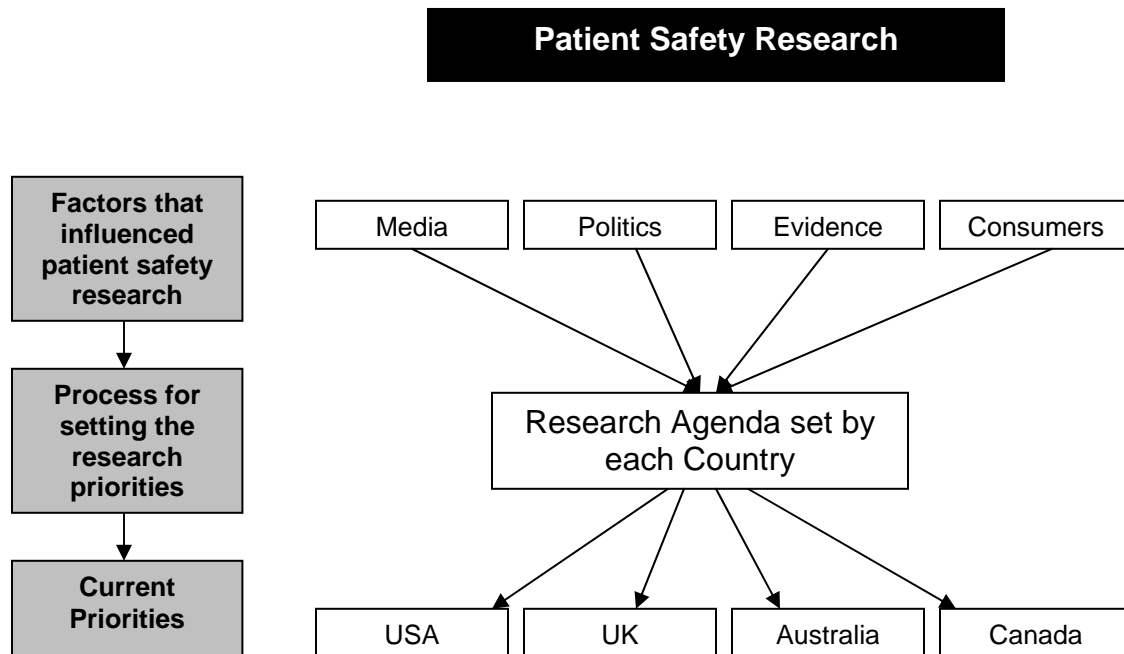 Patient Safety Research
Factors that
influenced
patient safety
research
Media
Politics
Evidence
Consumers
Process for
setting the
research
priorities
Research Agenda set by
each Country
Current
Priorities
USA
UK
Australia
Canada